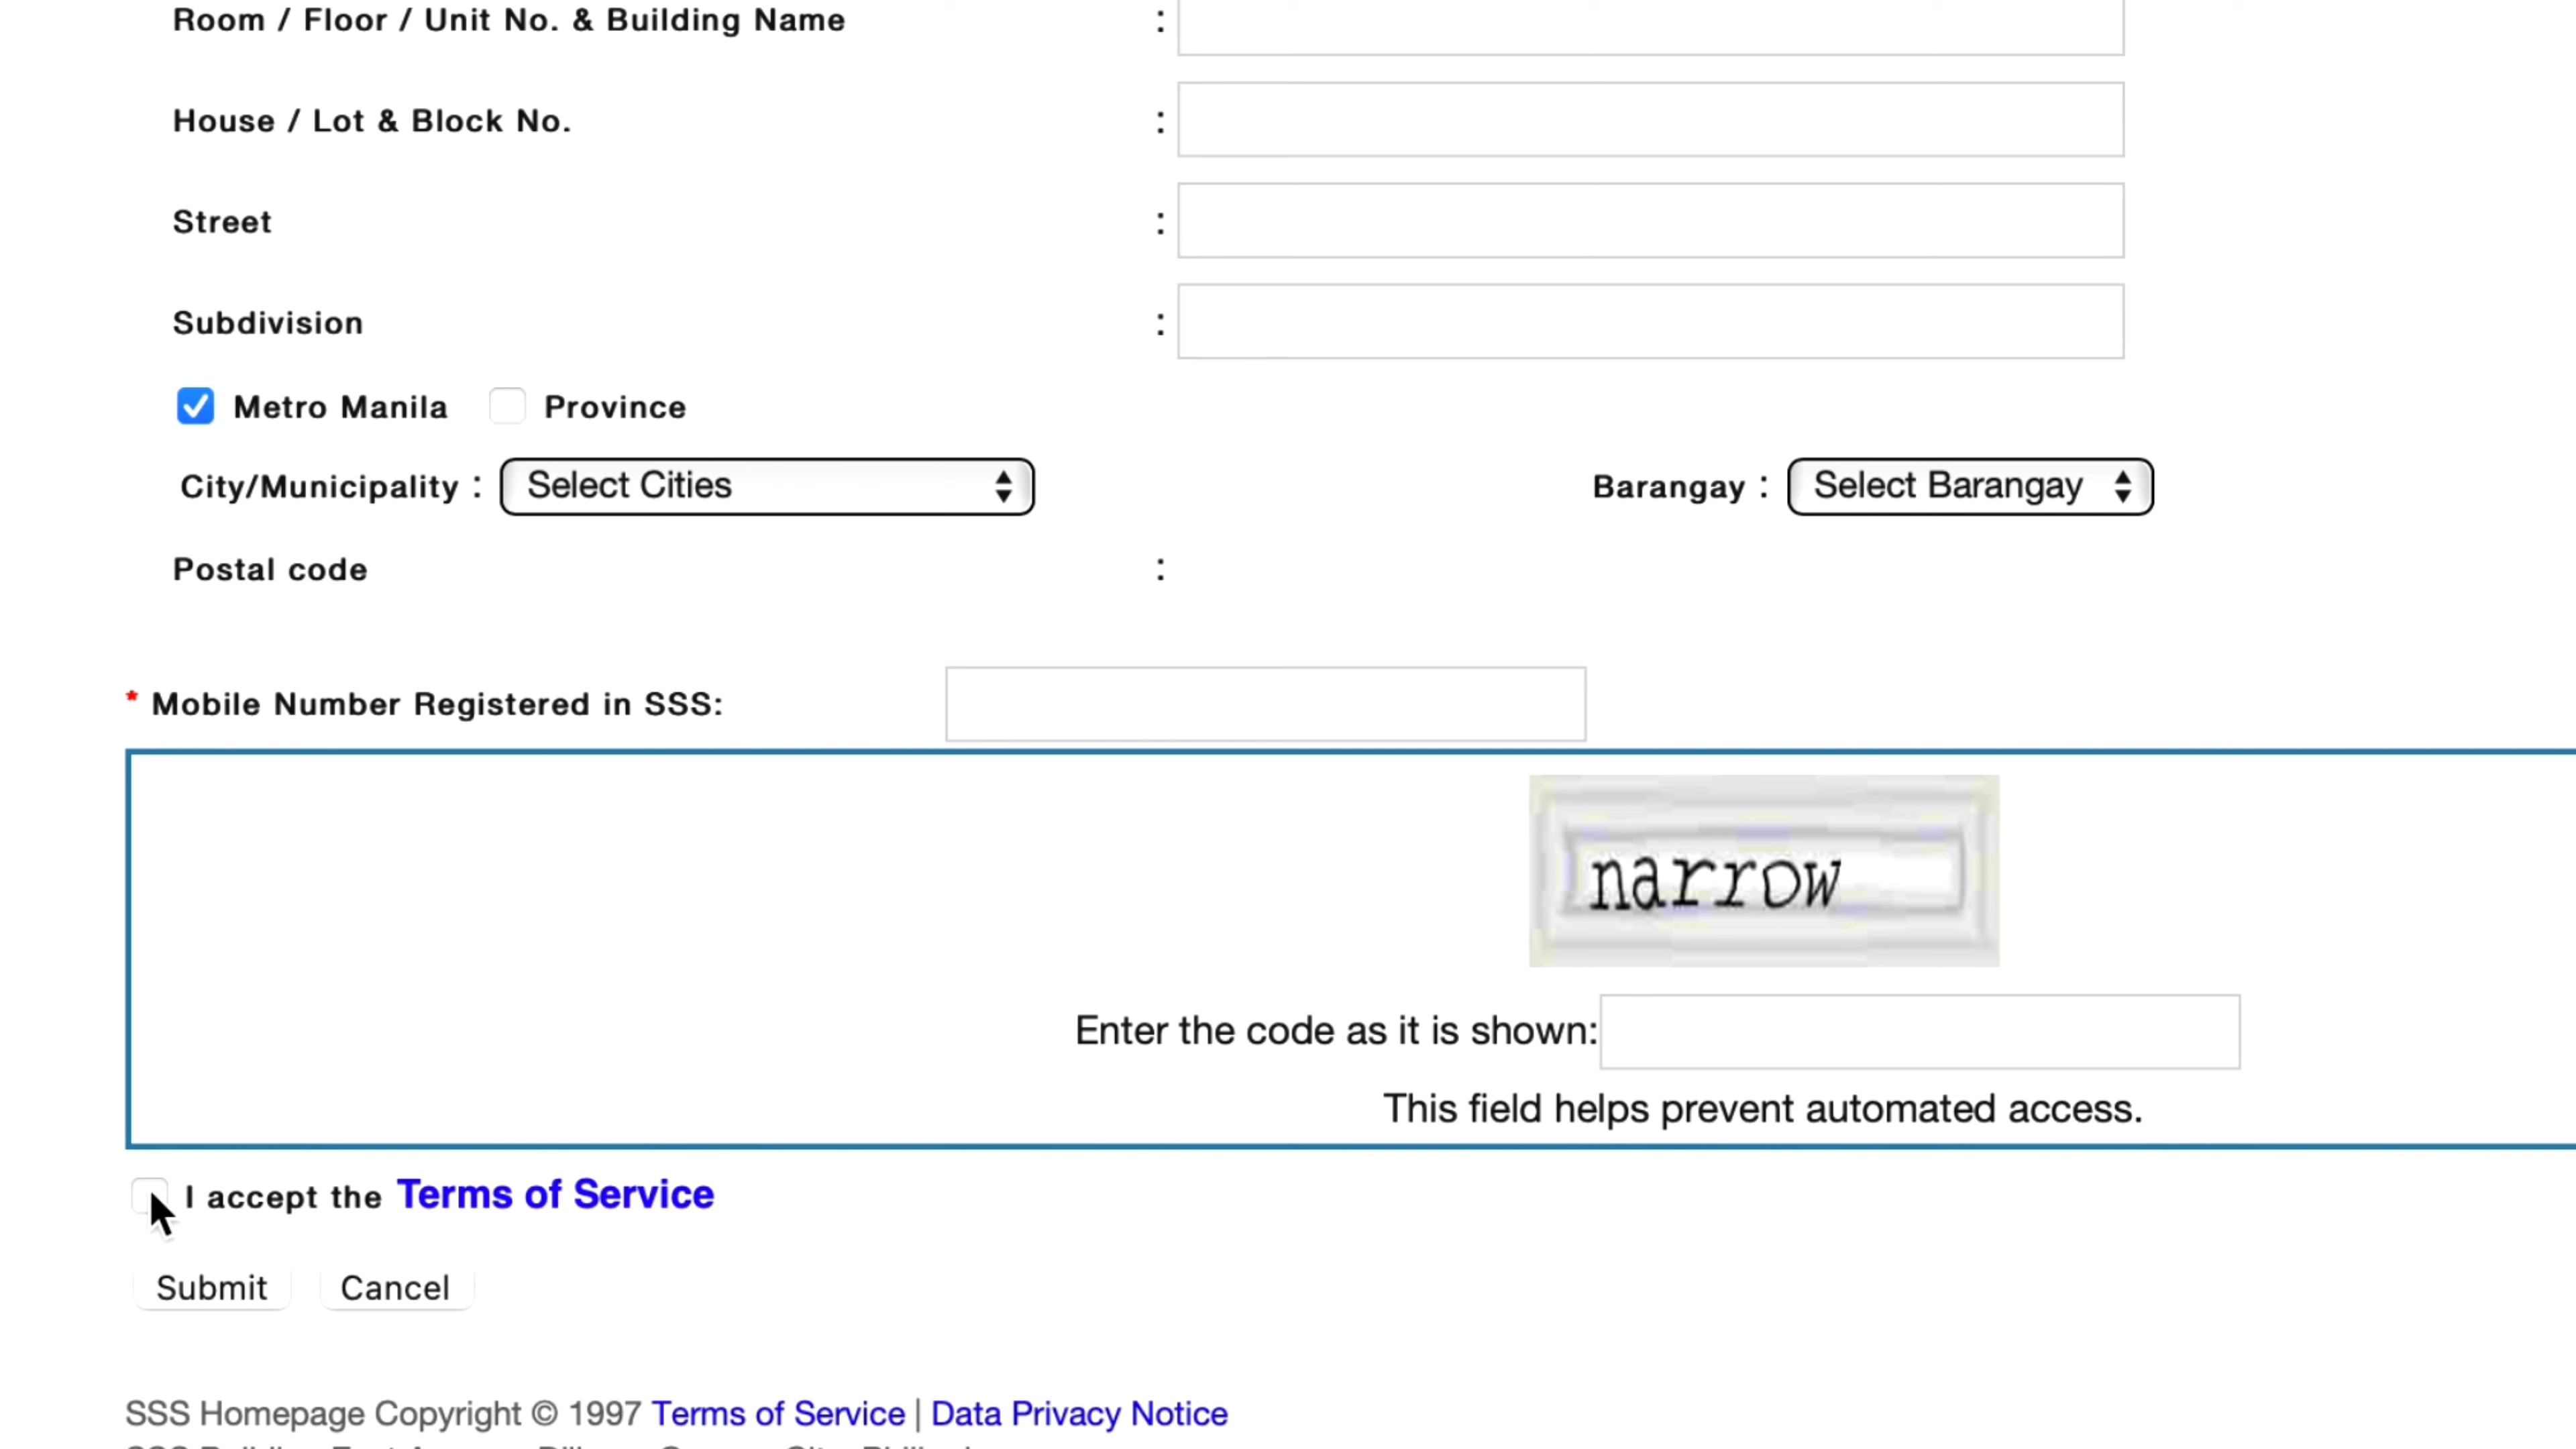 Room / Floor / Unit No. & Building Name :
House / Lot & Block No. :
Street :
Subdivision :
Metro Manila Province
City/Municipality : Select Cities Barangay : Select Barangay
Postal code :
* Mobile Number Registered in SSS:
narrow
Enter the code as it is shown:
This field helps prevent automated access.
I accept the Terms of Service
Submit Cancel
SSS Homepage Copyright © 1997 Terms of Service | Data Privacy Notice